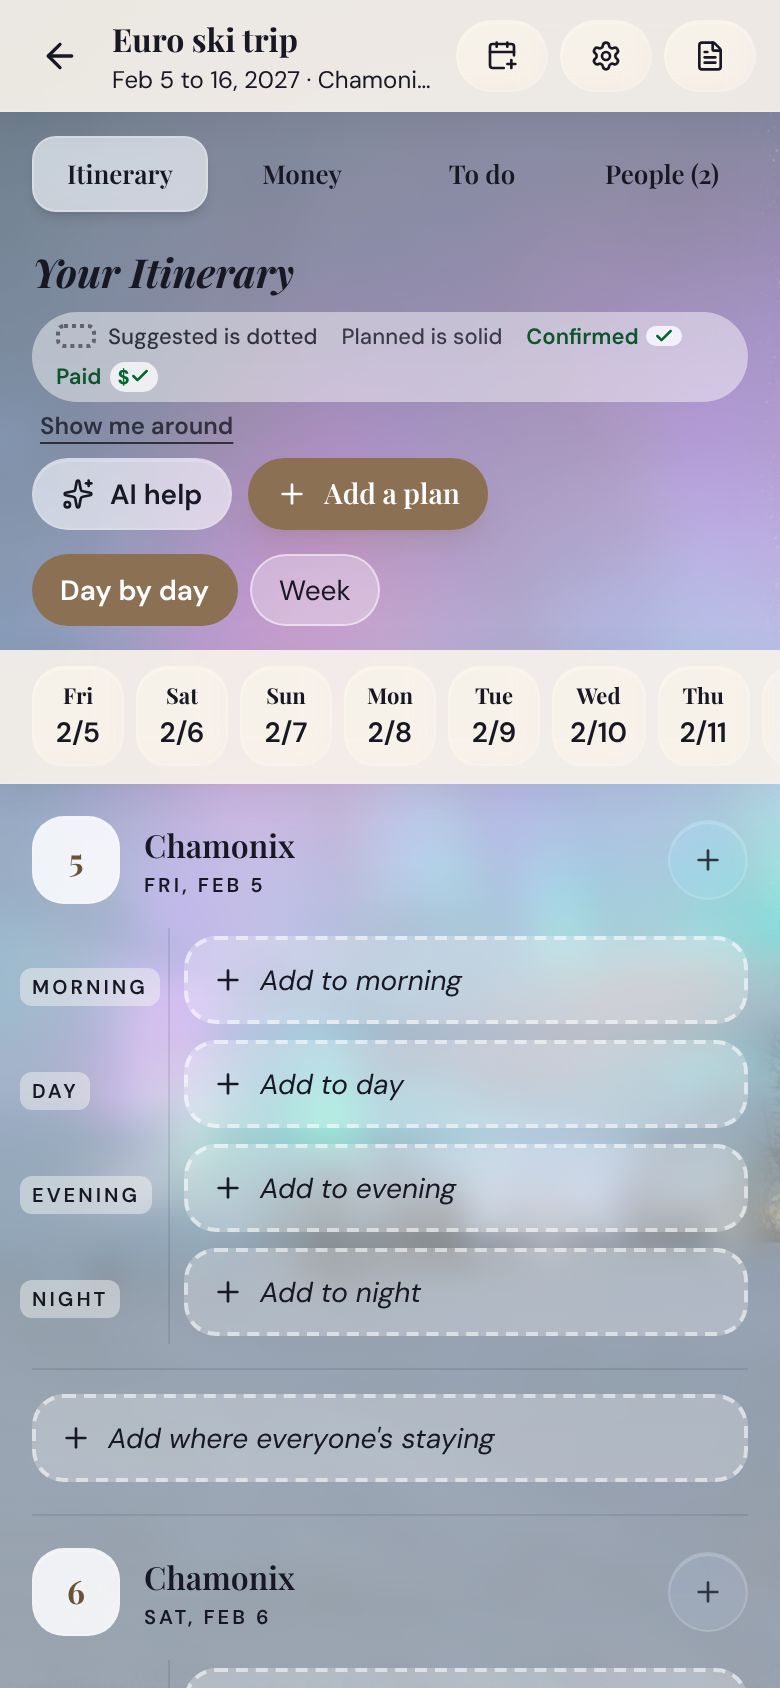 Euro ski trip
Feb 5 to 16, 2027 · Chamoni...
Itinerary Money To do People (2)
Your Itinerary
Suggested is dotted Planned is solid Confirmed
Paid $
Show me around
AI help Add a plan
Day by day Week
Fri Sat Sun Mon Tue Wed Thu
2/5 2/6 2/7 2/8 2/9 2/10 2/11
5 Chamonix
FRI, FEB 5
MORNING + Add to morning
DAY + Add to day
EVENING + Add to evening
NIGHT + Add to night
+ Add where everyone's staying
6 Chamonix
SAT, FEB 6